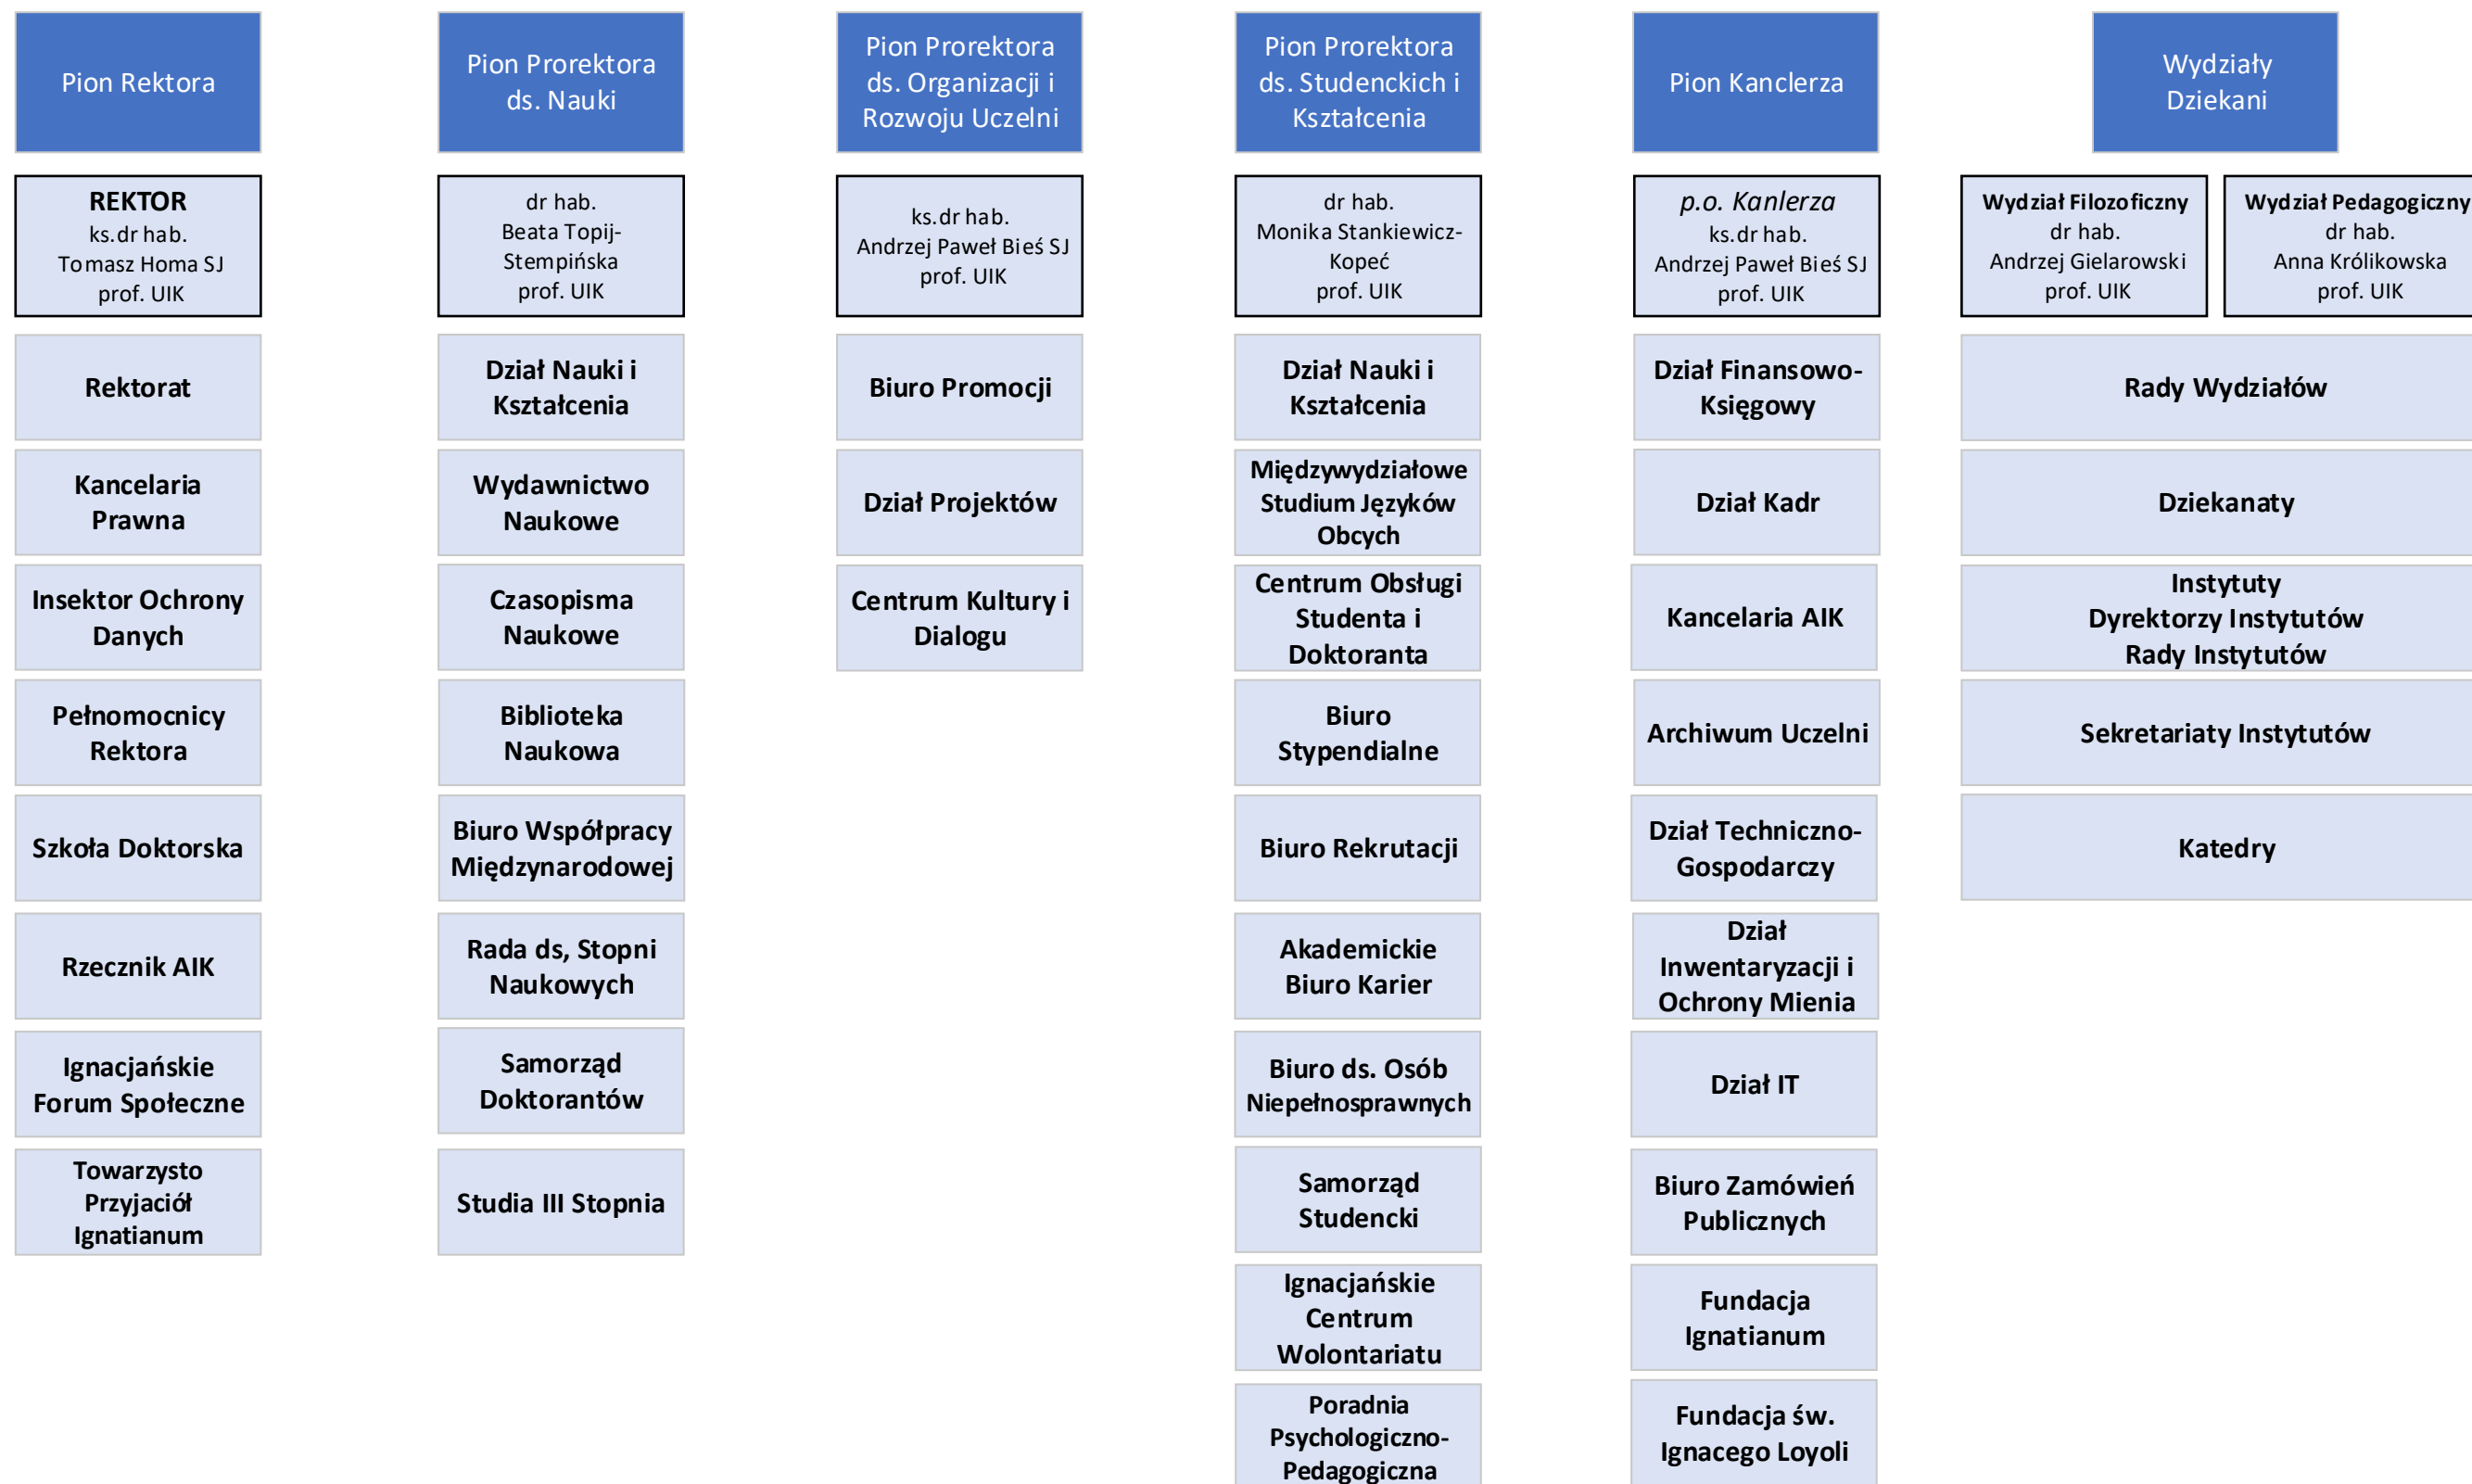 Pion Rektora
Pion Prorektora
ds. Nauki
Pion Prorektora
ds. Organizacji i
Rozwoju Uczelni
Pion Prorektora
ds. Studenckich i
Kształcenia
Pion Kanclerza
Wydziały
Dziekani
REKTOR
ks.dr hab.
Tomasz Homa SJ
prof. UIK
dr hab.
Beata Topij-
Stempińska
prof. UIK
ks.dr hab.
Andrzej Paweł Bieś SJ
prof. UIK
dr hab.
Monika Stankiewicz-
Kopeć
prof. UIK
p.o. Kanlerza
ks.dr hab.
Andrzej Paweł Bieś SJ
prof. UIK
Wydział Filozoficzny
dr hab.
Andrzej Gielarowski
prof. UIK
Wydział Pedagogiczny
dr hab.
Anna Królikowska
prof. UIK
Rektorat
Kancelaria
Prawna
Insektor Ochrony
Danych
Pełnomocnicy
Rektora
Szkoła Doktorska
Rzecznik AIK
Ignacjańskie
Forum Społeczne
Towarzysto
Przyjaciół
Ignatianum
Dział Nauki i
Kształcenia
Wydawnictwo
Naukowe
Czasopisma
Naukowe
Biblioteka
Naukowa
Biuro Współpracy
Międzynarodowej
Rada ds, Stopni
Naukowych
Samorząd
Doktorantów
Studia III Stopnia
Biuro Promocji
Dział Projektów
Centrum Kultury i
Dialogu
Dział Nauki i
Kształcenia
Międzywydziałowe
Studium Języków
Obcych
Centrum Obsługi
Studenta i
Doktoranta
Biuro
Stypendialne
Biuro Rekrutacji
Akademickie
Biuro Karier
Biuro ds. Osób
Niepełnosprawnych
Samorząd
Studencki
Ignacjańskie
Centrum
Wolontariatu
Poradnia
Psychologiczno-
Pedagogiczna
Dział Finansowo-
Księgowy
Dział Kadr
Kancelaria AIK
Archiwum Uczelni
Dział Techniczno-
Gospodarczy
Dział
Inwentaryzacji i
Ochrony Mienia
Dział IT
Biuro Zamówień
Publicznych
Fundacja
Ignatianum
Fundacja św.
Ignacego Loyoli
Rady Wydziałów
Dziekanaty
Instytuty
Dyrektorzy Instytutów
Rady Instytutów
Sekretariaty Instytutów
Katedry